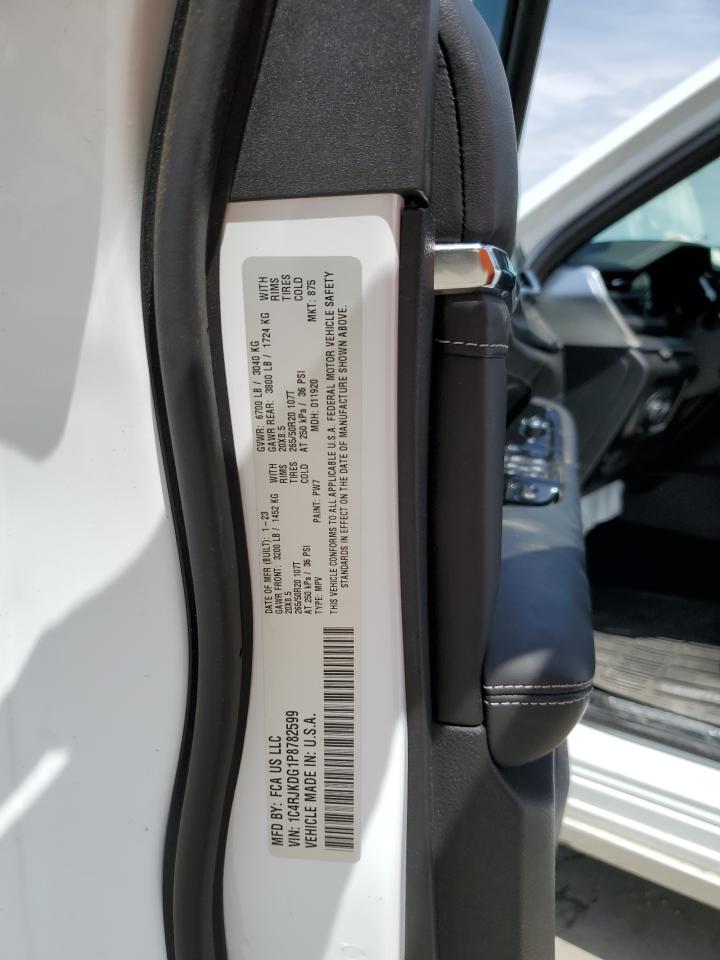 MFD BY: FCA US LLC
VIN: 1C4RJKDG1P8782599
VEHICLE MADE IN: U.S.A.
DATE OF MFR (BUILT): 1-23 GVWR: 6700 LB / 3040 KG
GAWR FRONT: 3200 LB / 1452 KG WITH GAWR REAR: 3800 LB / 1724 KG WITH
20X8.5 RIMS 20X8.5 RIMS
265/50R20 107T TIRES 265/50R20 107T TIRES
AT 250 kPa / 36 PSI COLD AT 250 kPa / 36 PSI COLD
TYPE: MPV PAINT: PW7 MDH: 011920 MKT: 875
THIS VEHICLE CONFORMS TO ALL APPLICABLE U.S.A. FEDERAL MOTOR VEHICLE SAFETY
STANDARDS IN EFFECT ON THE DATE OF MANUFACTURE SHOWN ABOVE.